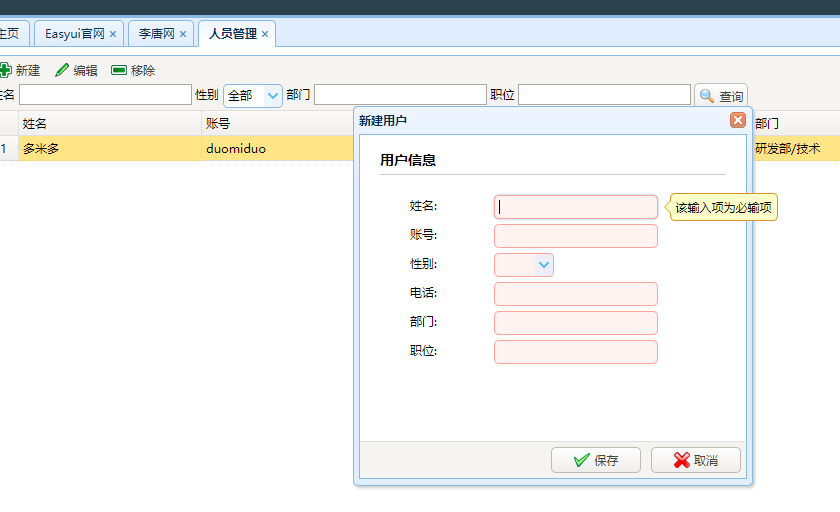 主页 Easyui官网 × 李唐网 × 人员管理 ×
新建 编辑 移除
姓名 性别 全部 部门 职位 查询
姓名 账号 部门
1 多米多 duomiduo 研发部/技术
新建用户
用户信息
姓名: 该输入项为必输项
账号:
性别:
电话:
部门:
职位:
保存 取消